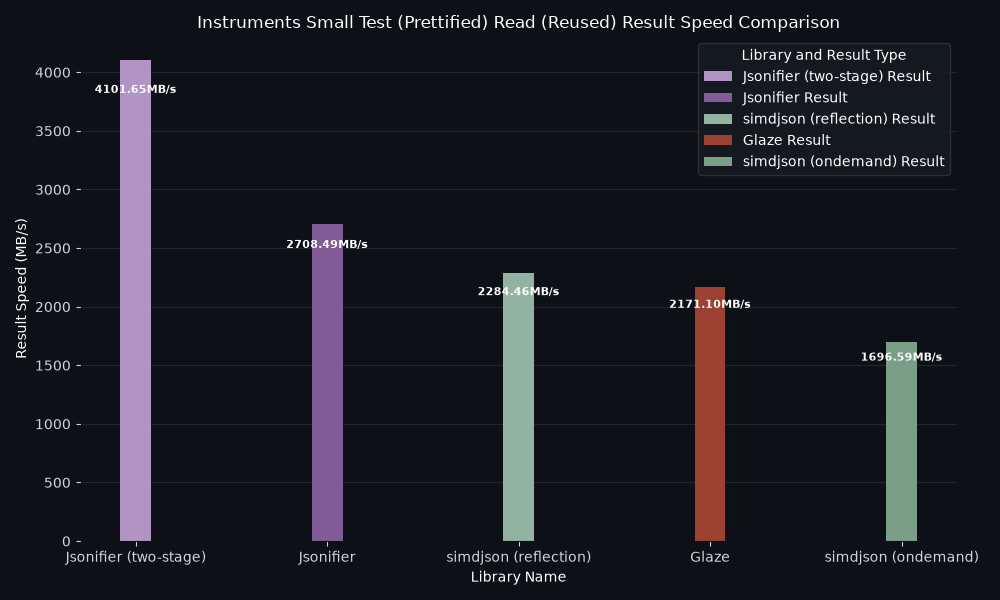 Instruments Small Test (Prettified) Read (Reused) Result Speed Comparison
Library and Result Type
Jsonifier (two-stage) Result
Jsonifier Result
simdjson (reflection) Result
Glaze Result
simdjson (ondemand) Result
Result Speed (MB/s)
4000
3500
3000
2500
2000
1500
1000
500
0
4101.65MB/s
2708.49MB/s
2284.46MB/s
2171.10MB/s
1696.59MB/s
Jsonifier (two-stage)
Jsonifier
simdjson (reflection)
Glaze
simdjson (ondemand)
Library Name